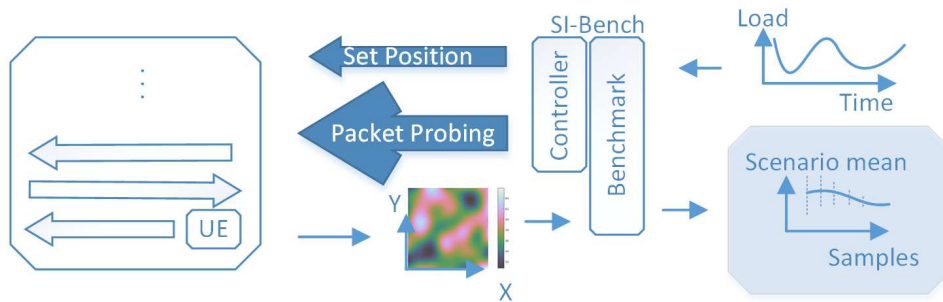 SI-Bench
Load
Time
Set Position
Packet Probing
Controller
Benchmark
UE
Y
X
Scenario mean
Samples